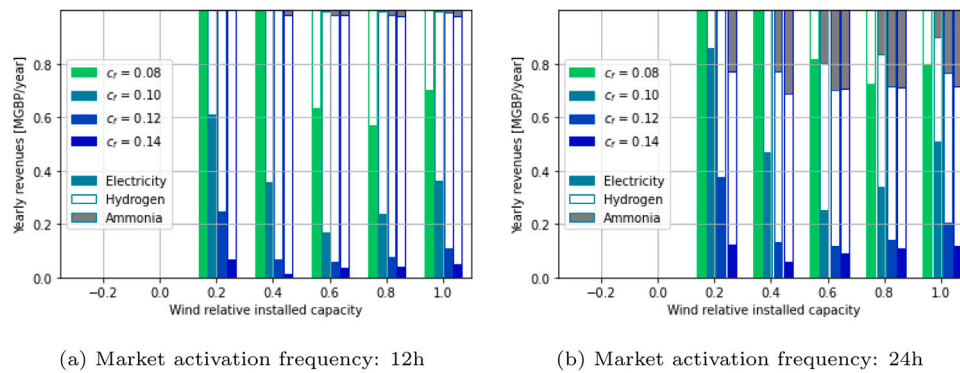 Yearly revenues [MGBP/year]
0.8
0.6
0.4
0.2
0.0
c_f = 0.08
c_f = 0.10
c_f = 0.12
c_f = 0.14
Electricity
Hydrogen
Ammonia
−0.2 0.0 0.2 0.4 0.6 0.8 1.0
Wind relative installed capacity
(a) Market activation frequency: 12h
Yearly revenues [MGBP/year]
0.8
0.6
0.4
0.2
0.0
c_f = 0.08
c_f = 0.10
c_f = 0.12
c_f = 0.14
Electricity
Hydrogen
Ammonia
−0.2 0.0 0.2 0.4 0.6 0.8 1.0
Wind relative installed capacity
(b) Market activation frequency: 24h